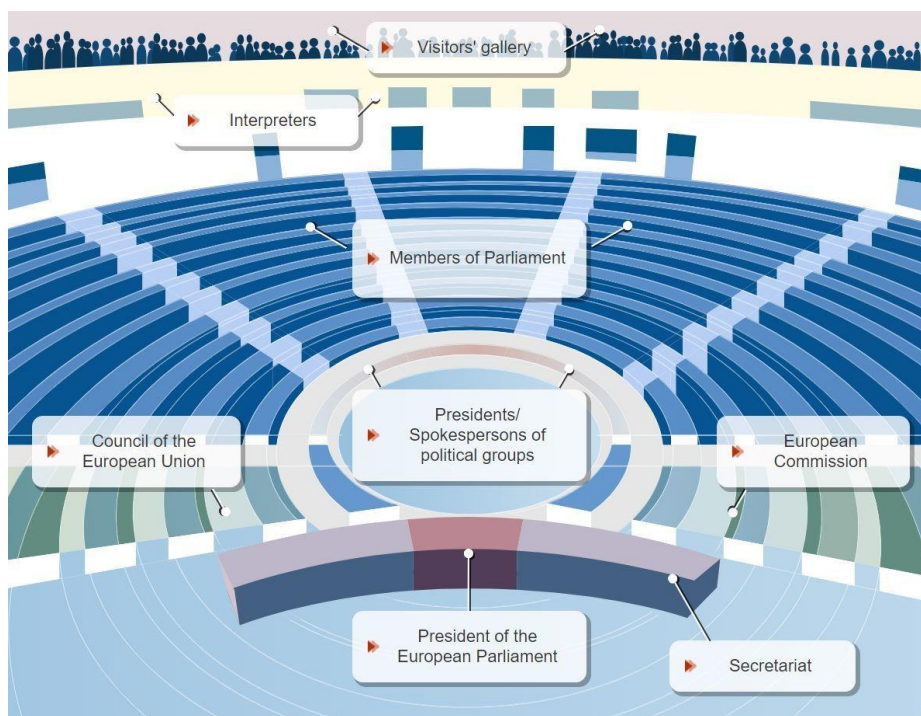 Visitors' gallery
Interpreters
Members of Parliament
Presidents/
Spokespersons of
political groups
Council of the
European Union
European
Commission
President of the
European Parliament
Secretariat